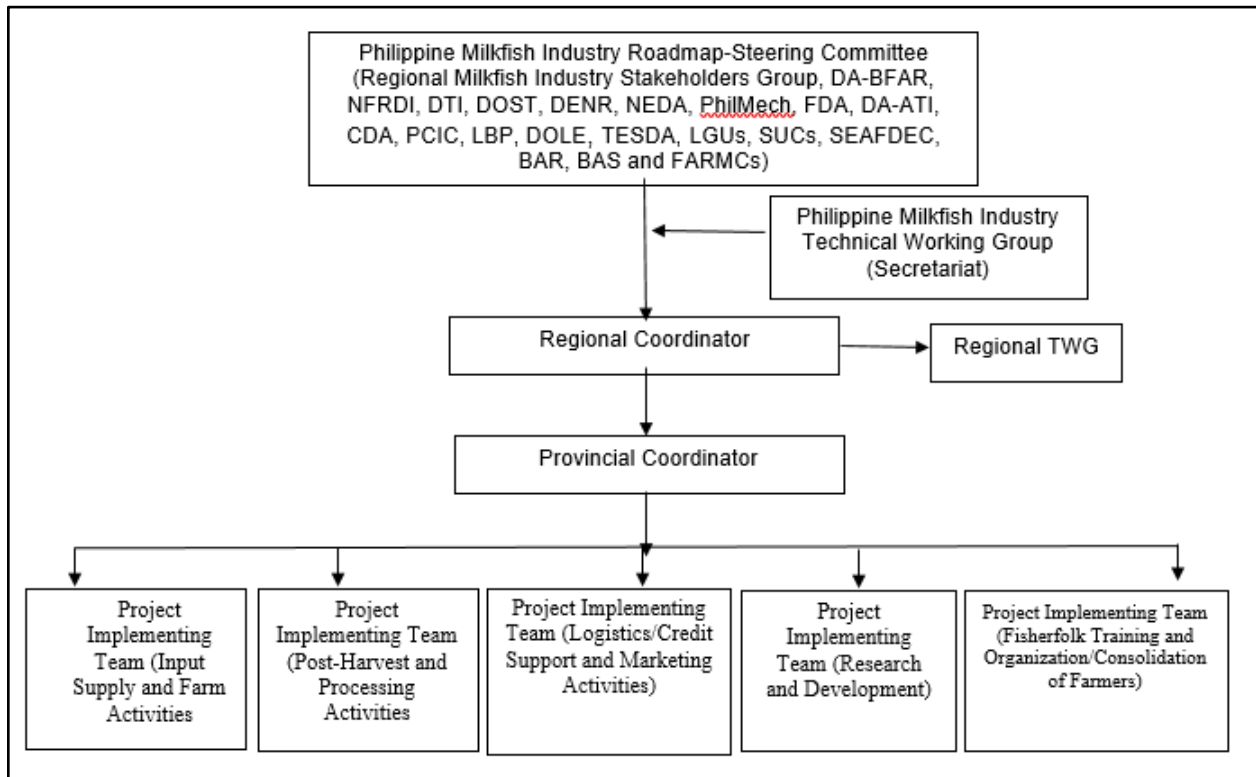 Philippine Milkfish Industry Roadmap-Steering Committee
(Regional Milkfish Industry Stakeholders Group, DA-BFAR,
NFRDI, DTI, DOST, DENR, NEDA, PhilMech, FDA, DA-ATI,
CDA, PCIC, LBP, DOLE, TESDA, LGUs, SUCs, SEAFDEC,
BAR, BAS and FARMCs)
Philippine Milkfish Industry
Technical Working Group
(Secretariat)
Regional Coordinator
Regional TWG
Provincial Coordinator
Project
Implementing
Team (Input
Supply and Farm
Activities
Project
Implementing Team
(Post-Harvest and
Processing
Activities
Project Implementing
Team (Logistics/Credit
Support and Marketing
Activities)
Project
Implementing
Team (Research
and Development)
Project Implementing Team
(Fisherfolk Training and
Organization/Consolidation
of Farmers)